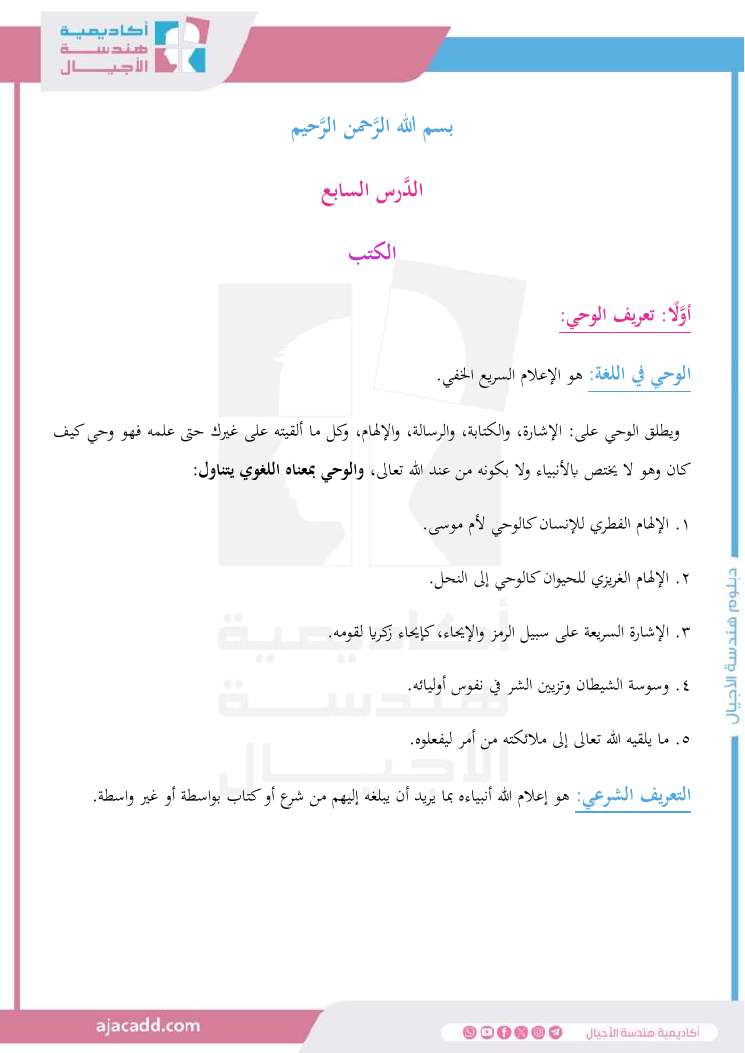 أكاديمية
هندسة
الأجيال
بسم الله الرَّحمن الرَّحيم
الدَّرس السابع
الكتب
أوَّلًا: تعريف الوحي:
الوحي في اللغة: هو الإعلام السريع الخفي.
ويطلق الوحي على: الإشارة، والكتابة، والرسالة، والإلهام، وكل ما ألقيته على غيرك حتى علمه فهو وحي كيف
كان وهو لا يختص بالأنبياء ولا بكونه من عند الله تعالى، والوحي بمعناه اللغوي يتناول:
١. الإلهام الفطري للإنسان كالوحي لأم موسى.
٢. الإلهام الغريزي للحيوان كالوحي إلى النحل.
٣. الإشارة السريعة على سبيل الرمز والإيحاء، كإيحاء زكريا لقومه.
٤. وسوسة الشيطان وتزيين الشر في نفوس أوليائه.
٥. ما يلقيه الله تعالى إلى ملائكته من أمر ليفعلوه.
التعريف الشرعي: هو إعلام الله أنبياءه بما يريد أن يبلغه إليهم من شرع أو كتاب بواسطة أو غير واسطة.
أكاديمية
هندسة
الأجيال
دبلوم هندسة الأجيال
ajacadd.com
أكاديمية هندسة الأجيال